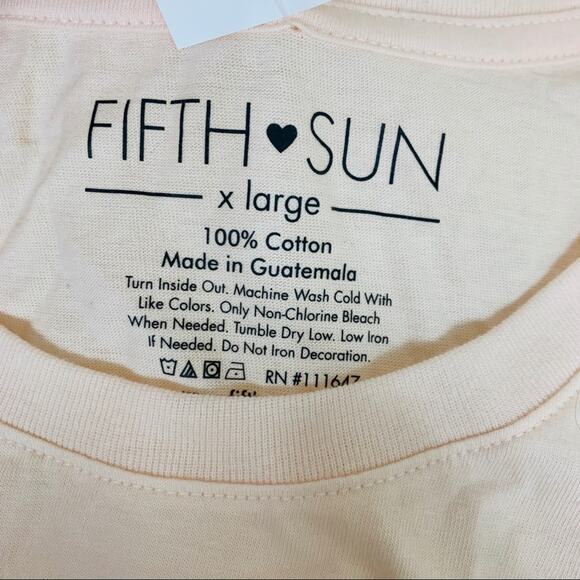 FIFTH♥SUN
x large
100% Cotton
Made in Guatemala
Turn Inside Out. Machine Wash Cold With
Like Colors. Only Non-Chlorine Bleach
When Needed. Tumble Dry Low. Low Iron
If Needed. Do Not Iron Decoration.
RN #111647